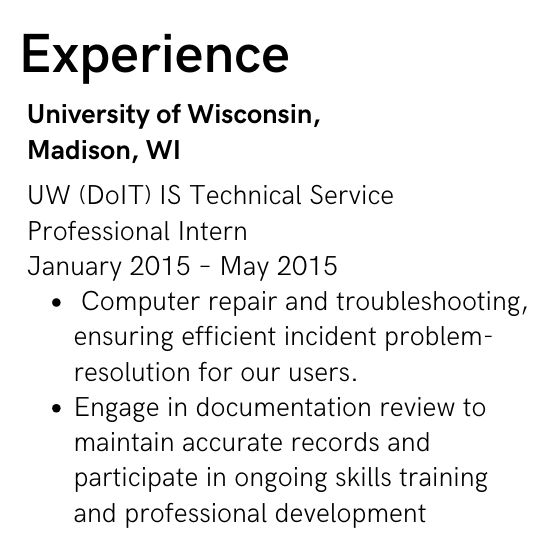 Experience
University of Wisconsin,
Madison, WI
UW (DoIT) IS Technical Service
Professional Intern
January 2015 – May 2015
• Computer repair and troubleshooting,
ensuring efficient incident problem-
resolution for our users.
• Engage in documentation review to
maintain accurate records and
participate in ongoing skills training
and professional development